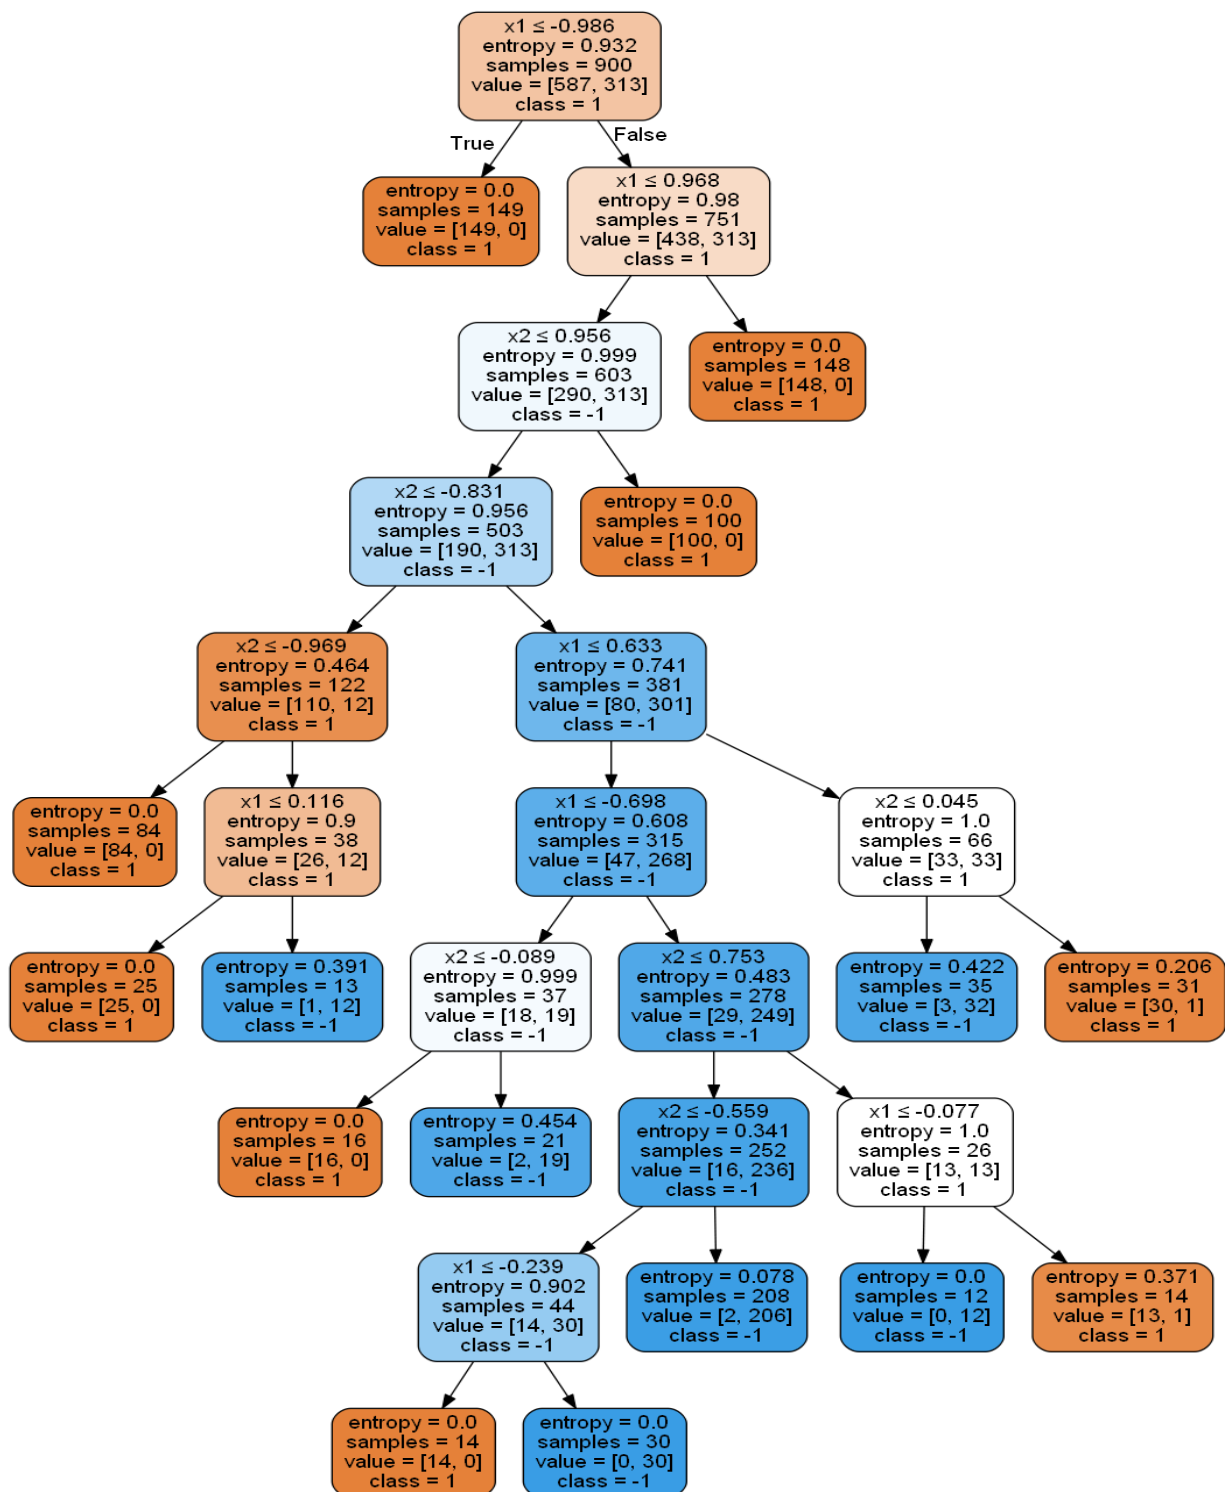 x1 ≤ -0.986
entropy = 0.932
samples = 900
value = [587, 313]
class = 1
True
False
entropy = 0.0
samples = 149
value = [149, 0]
class = 1
x1 ≤ 0.968
entropy = 0.98
samples = 751
value = [438, 313]
class = 1
x2 ≤ 0.956
entropy = 0.999
samples = 603
value = [290, 313]
class = -1
entropy = 0.0
samples = 148
value = [148, 0]
class = 1
x2 ≤ -0.831
entropy = 0.956
samples = 503
value = [190, 313]
class = -1
entropy = 0.0
samples = 100
value = [100, 0]
class = 1
x2 ≤ -0.969
entropy = 0.464
samples = 122
value = [110, 12]
class = 1
x1 ≤ 0.633
entropy = 0.741
samples = 381
value = [80, 301]
class = -1
entropy = 0.0
samples = 84
value = [84, 0]
class = 1
x1 ≤ 0.116
entropy = 0.9
samples = 38
value = [26, 12]
class = 1
x1 ≤ -0.698
entropy = 0.608
samples = 315
value = [47, 268]
class = -1
x2 ≤ 0.045
entropy = 1.0
samples = 66
value = [33, 33]
class = 1
entropy = 0.0
samples = 25
value = [25, 0]
class = 1
entropy = 0.391
samples = 13
value = [1, 12]
class = -1
x2 ≤ -0.089
entropy = 0.999
samples = 37
value = [18, 19]
class = -1
x2 ≤ 0.753
entropy = 0.483
samples = 278
value = [29, 249]
class = -1
entropy = 0.422
samples = 35
value = [3, 32]
class = -1
entropy = 0.206
samples = 31
value = [30, 1]
class = 1
entropy = 0.0
samples = 16
value = [16, 0]
class = 1
entropy = 0.454
samples = 21
value = [2, 19]
class = -1
x2 ≤ -0.559
entropy = 0.341
samples = 252
value = [16, 236]
class = -1
x1 ≤ -0.077
entropy = 1.0
samples = 26
value = [13, 13]
class = 1
x1 ≤ -0.239
entropy = 0.902
samples = 44
value = [14, 30]
class = -1
entropy = 0.078
samples = 208
value = [2, 206]
class = -1
entropy = 0.0
samples = 12
value = [0, 12]
class = -1
entropy = 0.371
samples = 14
value = [13, 1]
class = 1
entropy = 0.0
samples = 14
value = [14, 0]
class = 1
entropy = 0.0
samples = 30
value = [0, 30]
class = -1